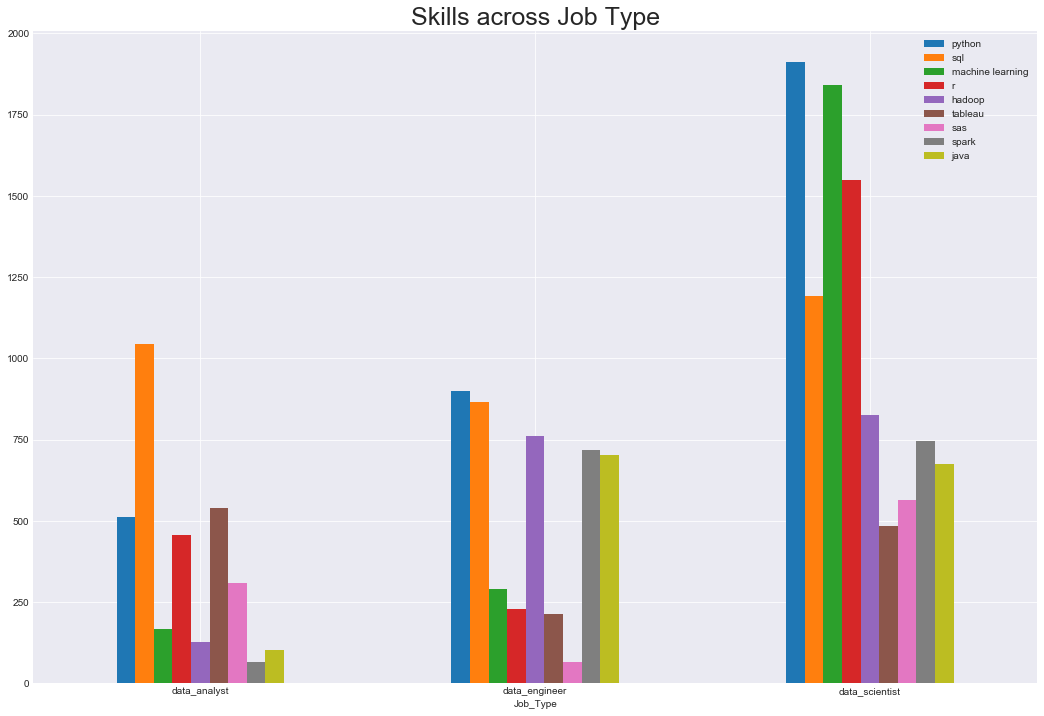 Skills across Job Type
2000
1750
1500
1250
1000
750
500
250
0
python
sql
machine learning
r
hadoop
tableau
sas
spark
java
data_analyst
data_engineer
data_scientist
Job_Type